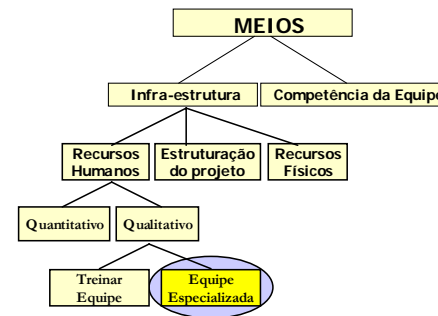 MEIOS
Infra-estrutura
Competência da Equipe
Recursos
Humanos
Estruturação
do projeto
Recursos
Físicos
Quantitativo
Qualitativo
Treinar
Equipe
Equipe
Especializada